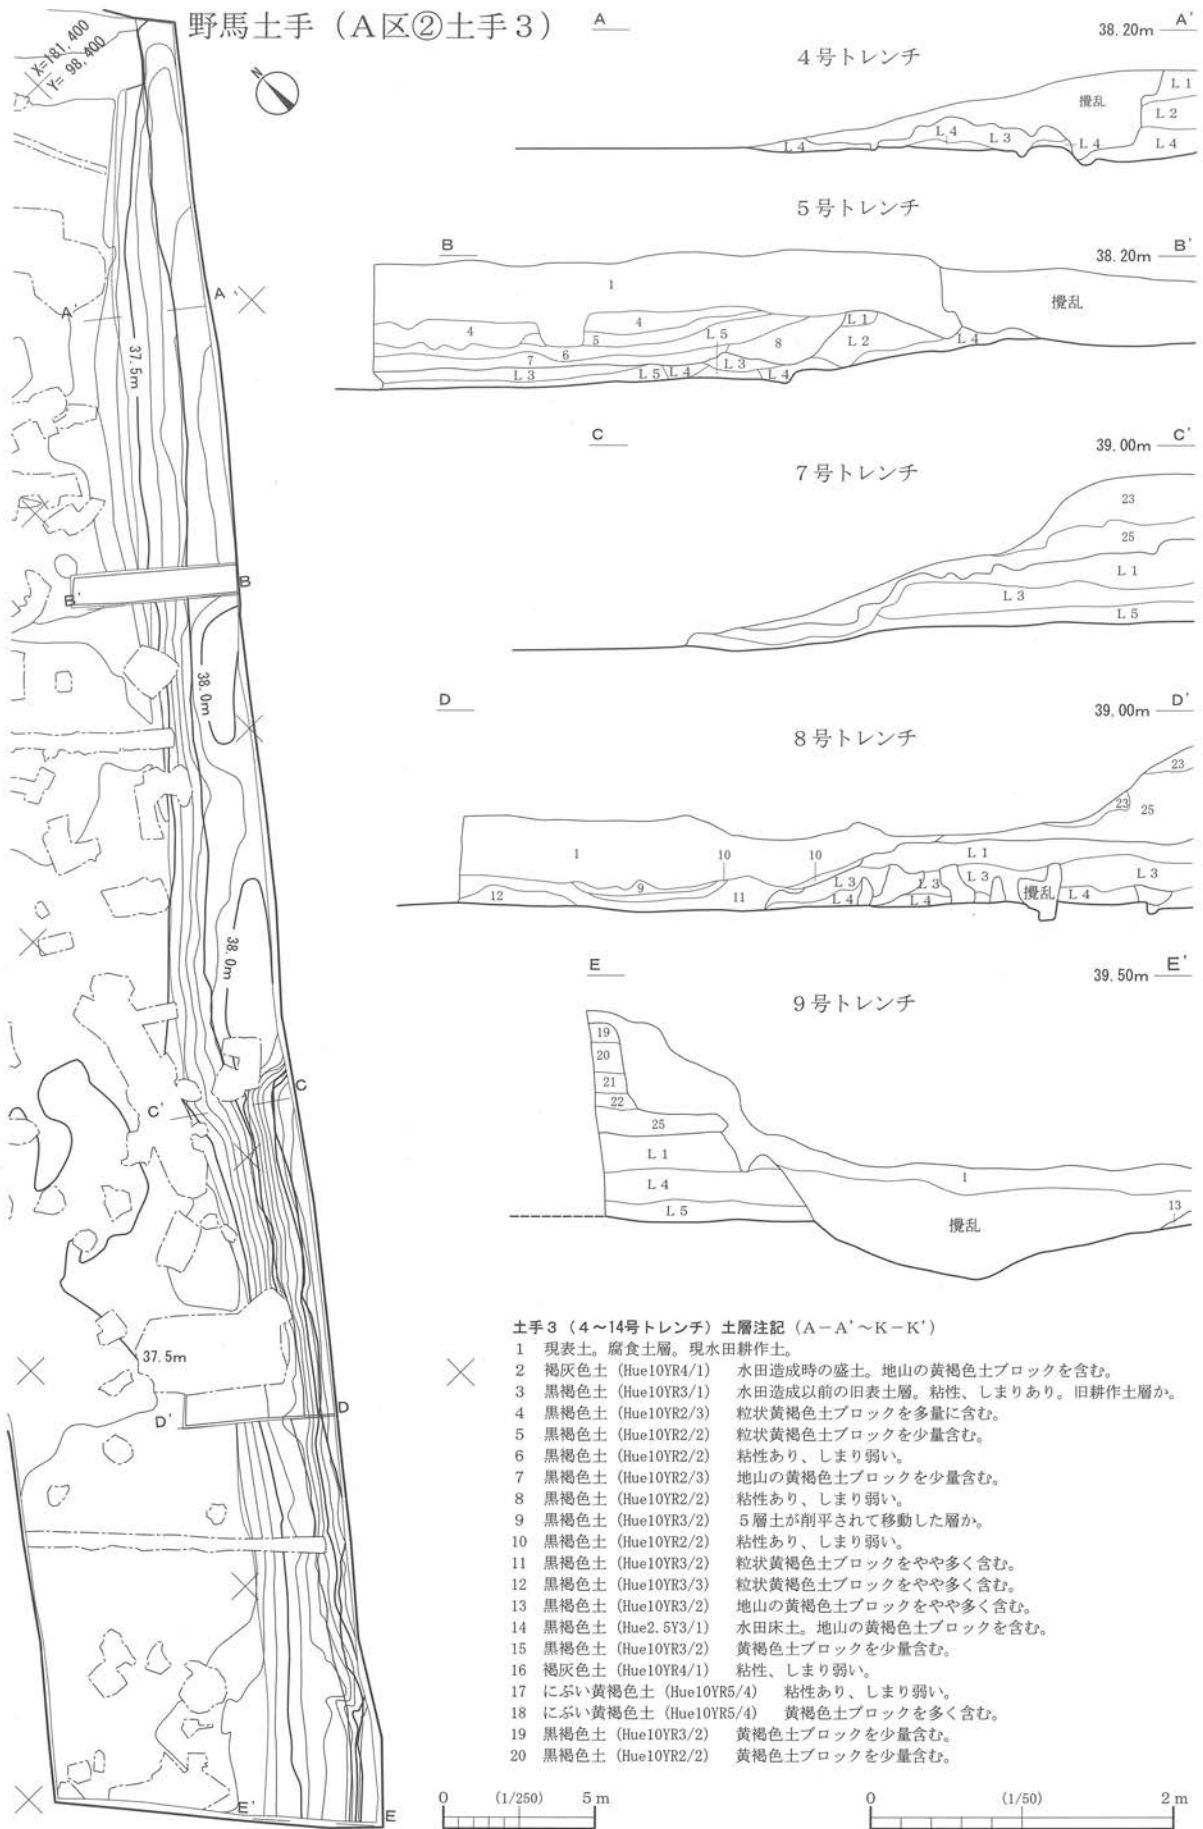 野馬土手（A区②土手３）
X=181,400
Y= 98,400
N
A
A'
37.5m
B
B'
38.0m
38.0m
C
C'
37.5m
D'
D
E'
E
A
38.20m
A'
４号トレンチ
攪乱
L 1
L 2
L 4
L 4
L 3
L 4
L 4
５号トレンチ
B
38.20m
B'
1
攪乱
4
4
5
L 5
L 1
8
L 2
L 4
6
7
L 3
L 5
L 4
L 3
L 4
C
39.00m
C'
７号トレンチ
23
25
L 1
L 3
L 5
D
39.00m
D'
８号トレンチ
23
23
25
1
10
10
L 1
9
L 3
L 3
L 3
L 3
12
11
L 4
L 4
攪乱
L 4
E
39.50m
E'
９号トレンチ
19
20
21
22
25
L 1
L 4
L 5
1
13
攪乱
土手３（４～14号トレンチ）土層注記（A－A'～K－K'）
1 現表土。腐食土層。現水田耕作土。
2 褐灰色土（Hue10YR4/1） 水田造成時の盛土。地山の黄褐色土ブロックを含む。
3 黒褐色土（Hue10YR3/1） 水田造成以前の旧表土層。粘性、しまりあり。旧耕作土層か。
4 黒褐色土（Hue10YR2/3） 粒状黄褐色土ブロックを多量に含む。
5 黒褐色土（Hue10YR2/2） 粒状黄褐色土ブロックを少量含む。
6 黒褐色土（Hue10YR2/2） 粘性あり、しまり弱い。
7 黒褐色土（Hue10YR2/3） 地山の黄褐色土ブロックを少量含む。
8 黒褐色土（Hue10YR2/2） 粘性あり、しまり弱い。
9 黒褐色土（Hue10YR3/2） ５層土が削平されて移動した層か。
10 黒褐色土（Hue10YR2/2） 粘性あり、しまり弱い。
11 黒褐色土（Hue10YR3/2） 粒状黄褐色土ブロックをやや多く含む。
12 黒褐色土（Hue10YR3/3） 粒状黄褐色土ブロックをやや多く含む。
13 黒褐色土（Hue10YR3/2） 地山の黄褐色土ブロックをやや多く含む。
14 黒褐色土（Hue2.5Y3/1） 水田床土。地山の黄褐色土ブロックを含む。
15 黒褐色土（Hue10YR3/2） 黄褐色土ブロックを少量含む。
16 褐灰色土（Hue10YR4/1） 粘性、しまり弱い。
17 にぶい黄褐色土（Hue10YR5/4） 粘性あり、しまり弱い。
18 にぶい黄褐色土（Hue10YR5/4） 黄褐色土ブロックを多く含む。
19 黒褐色土（Hue10YR3/2） 黄褐色土ブロックを少量含む。
20 黒褐色土（Hue10YR2/2） 黄褐色土ブロックを少量含む。
0 (1/250) 5 m
0 (1/50) 2 m